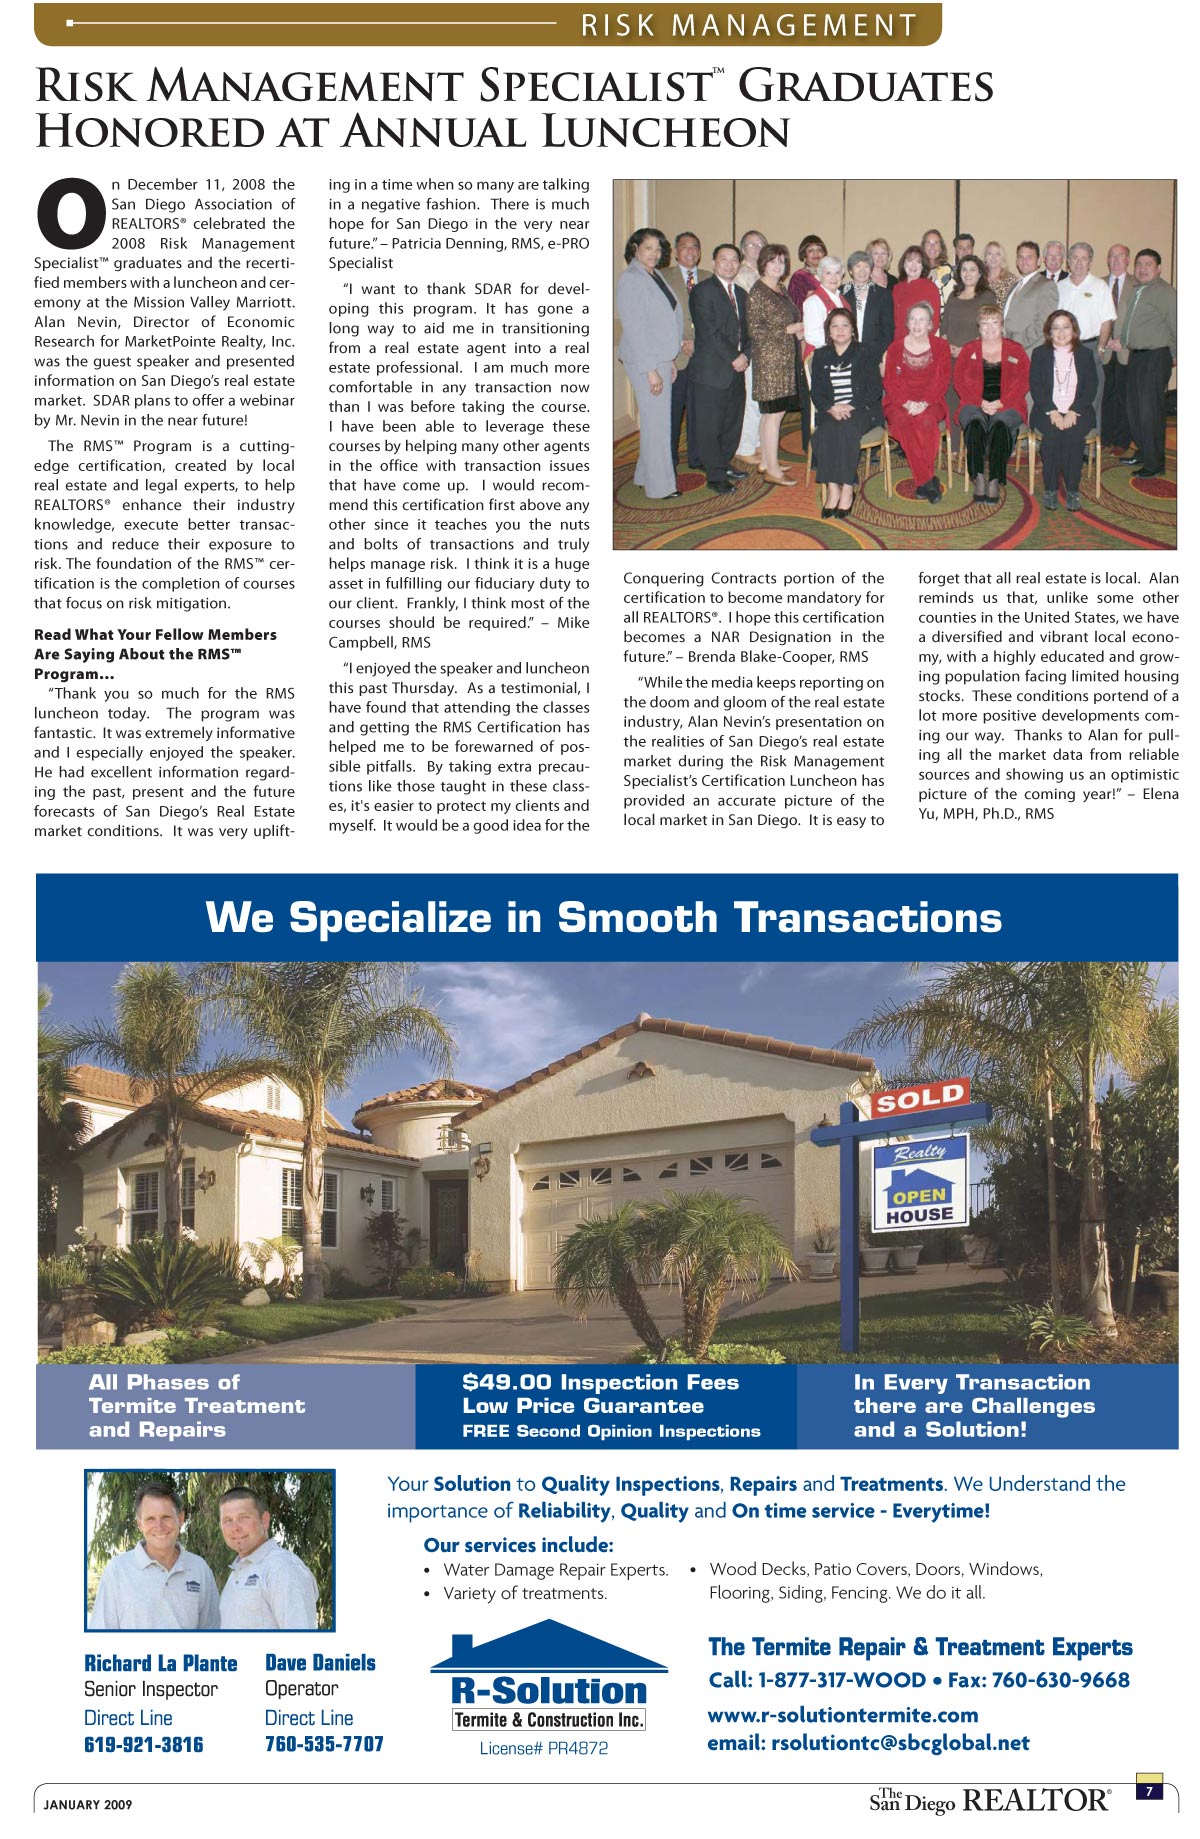 RISK MANAGEMENT
RISK MANAGEMENT SPECIALIST™ GRADUATES
HONORED AT ANNUAL LUNCHEON
On December 11, 2008 the
San Diego Association of
REALTORS® celebrated the
2008 Risk Management
Specialist™ graduates and the recerti-
fied members with a luncheon and cer-
emony at the Mission Valley Marriott.
Alan Nevin, Director of Economic
Research for MarketPointe Realty, Inc.
was the guest speaker and presented
information on San Diego's real estate
market. SDAR plans to offer a webinar
by Mr. Nevin in the near future!
The RMS™ Program is a cutting-
edge certification, created by local
real estate and legal experts, to help
REALTORS® enhance their industry
knowledge, execute better transac-
tions and reduce their exposure to
risk. The foundation of the RMS™ cer-
tification is the completion of courses
that focus on risk mitigation.
Read What Your Fellow Members
Are Saying About the RMS™
Program...
"Thank you so much for the RMS
luncheon today. The program was
fantastic. It was extremely informative
and I especially enjoyed the speaker.
He had excellent information regard-
ing the past, present and the future
forecasts of San Diego's Real Estate
market conditions. It was very uplift-
ing in a time when so many are talking
in a negative fashion. There is much
hope for San Diego in the very near
future." – Patricia Denning, RMS, e-PRO
Specialist
"I want to thank SDAR for devel-
oping this program. It has gone a
long way to aid me in transitioning
from a real estate agent into a real
estate professional. I am much more
comfortable in any transaction now
than I was before taking the course.
I have been able to leverage these
courses by helping many other agents
in the office with transaction issues
that have come up. I would recom-
mend this certification first above any
other since it teaches you the nuts
and bolts of transactions and truly
helps manage risk. I think it is a huge
asset in fulfilling our fiduciary duty to
our client. Frankly, I think most of the
courses should be required." – Mike
Campbell, RMS
"I enjoyed the speaker and luncheon
this past Thursday. As a testimonial, I
have found that attending the classes
and getting the RMS Certification has
helped me to be forewarned of pos-
sible pitfalls. By taking extra precau-
tions like those taught in these class-
es, it's easier to protect my clients and
myself. It would be a good idea for the
Conquering Contracts portion of the
certification to become mandatory for
all REALTORS®. I hope this certification
becomes a NAR Designation in the
future." – Brenda Blake-Cooper, RMS
"While the media keeps reporting on
the doom and gloom of the real estate
industry, Alan Nevin's presentation on
the realities of San Diego's real estate
market during the Risk Management
Specialist's Certification Luncheon has
provided an accurate picture of the
local market in San Diego. It is easy to
forget that all real estate is local. Alan
reminds us that, unlike some other
counties in the United States, we have
a diversified and vibrant local econo-
my, with a highly educated and grow-
ing population facing limited housing
stocks. These conditions portend of a
lot more positive developments com-
ing our way. Thanks to Alan for pull-
ing all the market data from reliable
sources and showing us an optimistic
picture of the coming year!" – Elena
Yu, MPH, Ph.D., RMS
We Specialize in Smooth Transactions
SOLD
Realty
OPEN
HOUSE
All Phases of
Termite Treatment
and Repairs
$49.00 Inspection Fees
Low Price Guarantee
FREE Second Opinion Inspections
In Every Transaction
there are Challenges
and a Solution!
Your Solution to Quality Inspections, Repairs and Treatments. We Understand the
importance of Reliability, Quality and On time service - Everytime!
Our services include:
• Water Damage Repair Experts.
• Variety of treatments.
• Wood Decks, Patio Covers, Doors, Windows,
Flooring, Siding, Fencing. We do it all.
Richard La Plante
Senior Inspector
Direct Line
619-921-3816
Dave Daniels
Operator
Direct Line
760-535-7707
R-Solution
Termite & Construction Inc.
License# PR4872
The Termite Repair & Treatment Experts
Call: 1-877-317-WOOD • Fax: 760-630-9668
www.r-solutiontermite.com
email: rsolutiontc@sbcglobal.net
JANUARY 2009
The San Diego REALTOR®
7